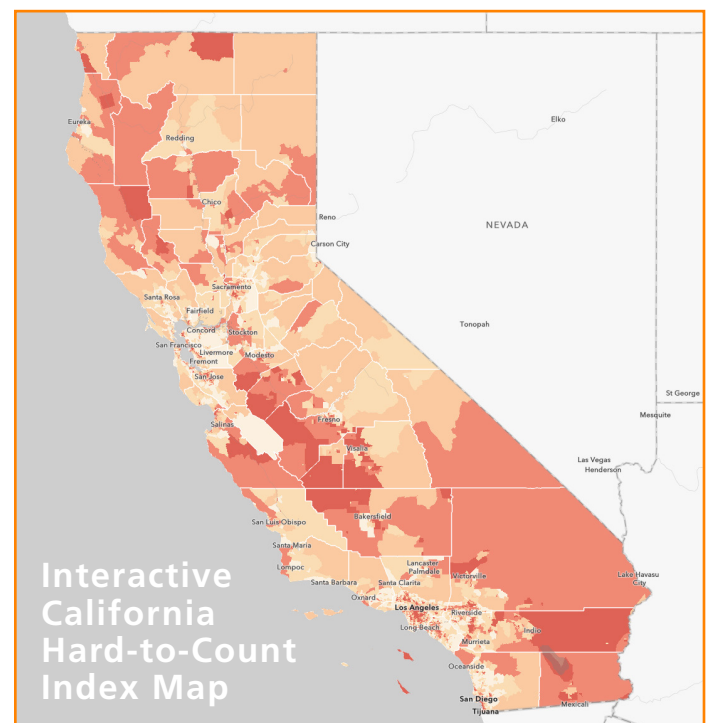 Eureka
Redding
Elko
Chico
Reno
NEVADA
Carson City
Sacramento
Santa Rosa
Fairfield
Tonopah
Concord
Stockton
San Francisco
Livermore
Modesto
Fremont
San Jose
St George
Mesquite
Salinas
Fresno
Visalia
Las Vegas
Henderson
Bakersfield
San Luis Obispo
Santa Maria
Lompoc
Lancaster
Palmdale
Victorville
Lake Havasu
City
Santa Barbara
Santa Clarita
Oxnard
Los Angeles
Riverside
Long Beach
Indio
Murrieta
Oceanside
San Diego
Mexicali
Tijuana
Interactive
California
Hard-to-Count
Index Map